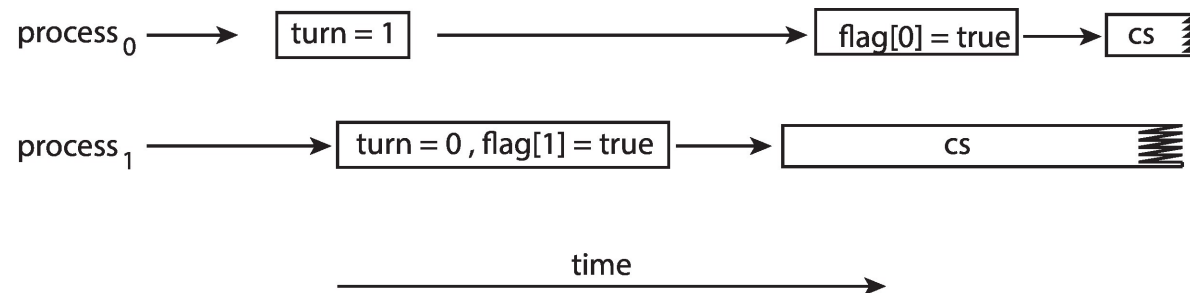 process0 turn = 1 flag[0] = true cs
process1 turn = 0 , flag[1] = true cs
time